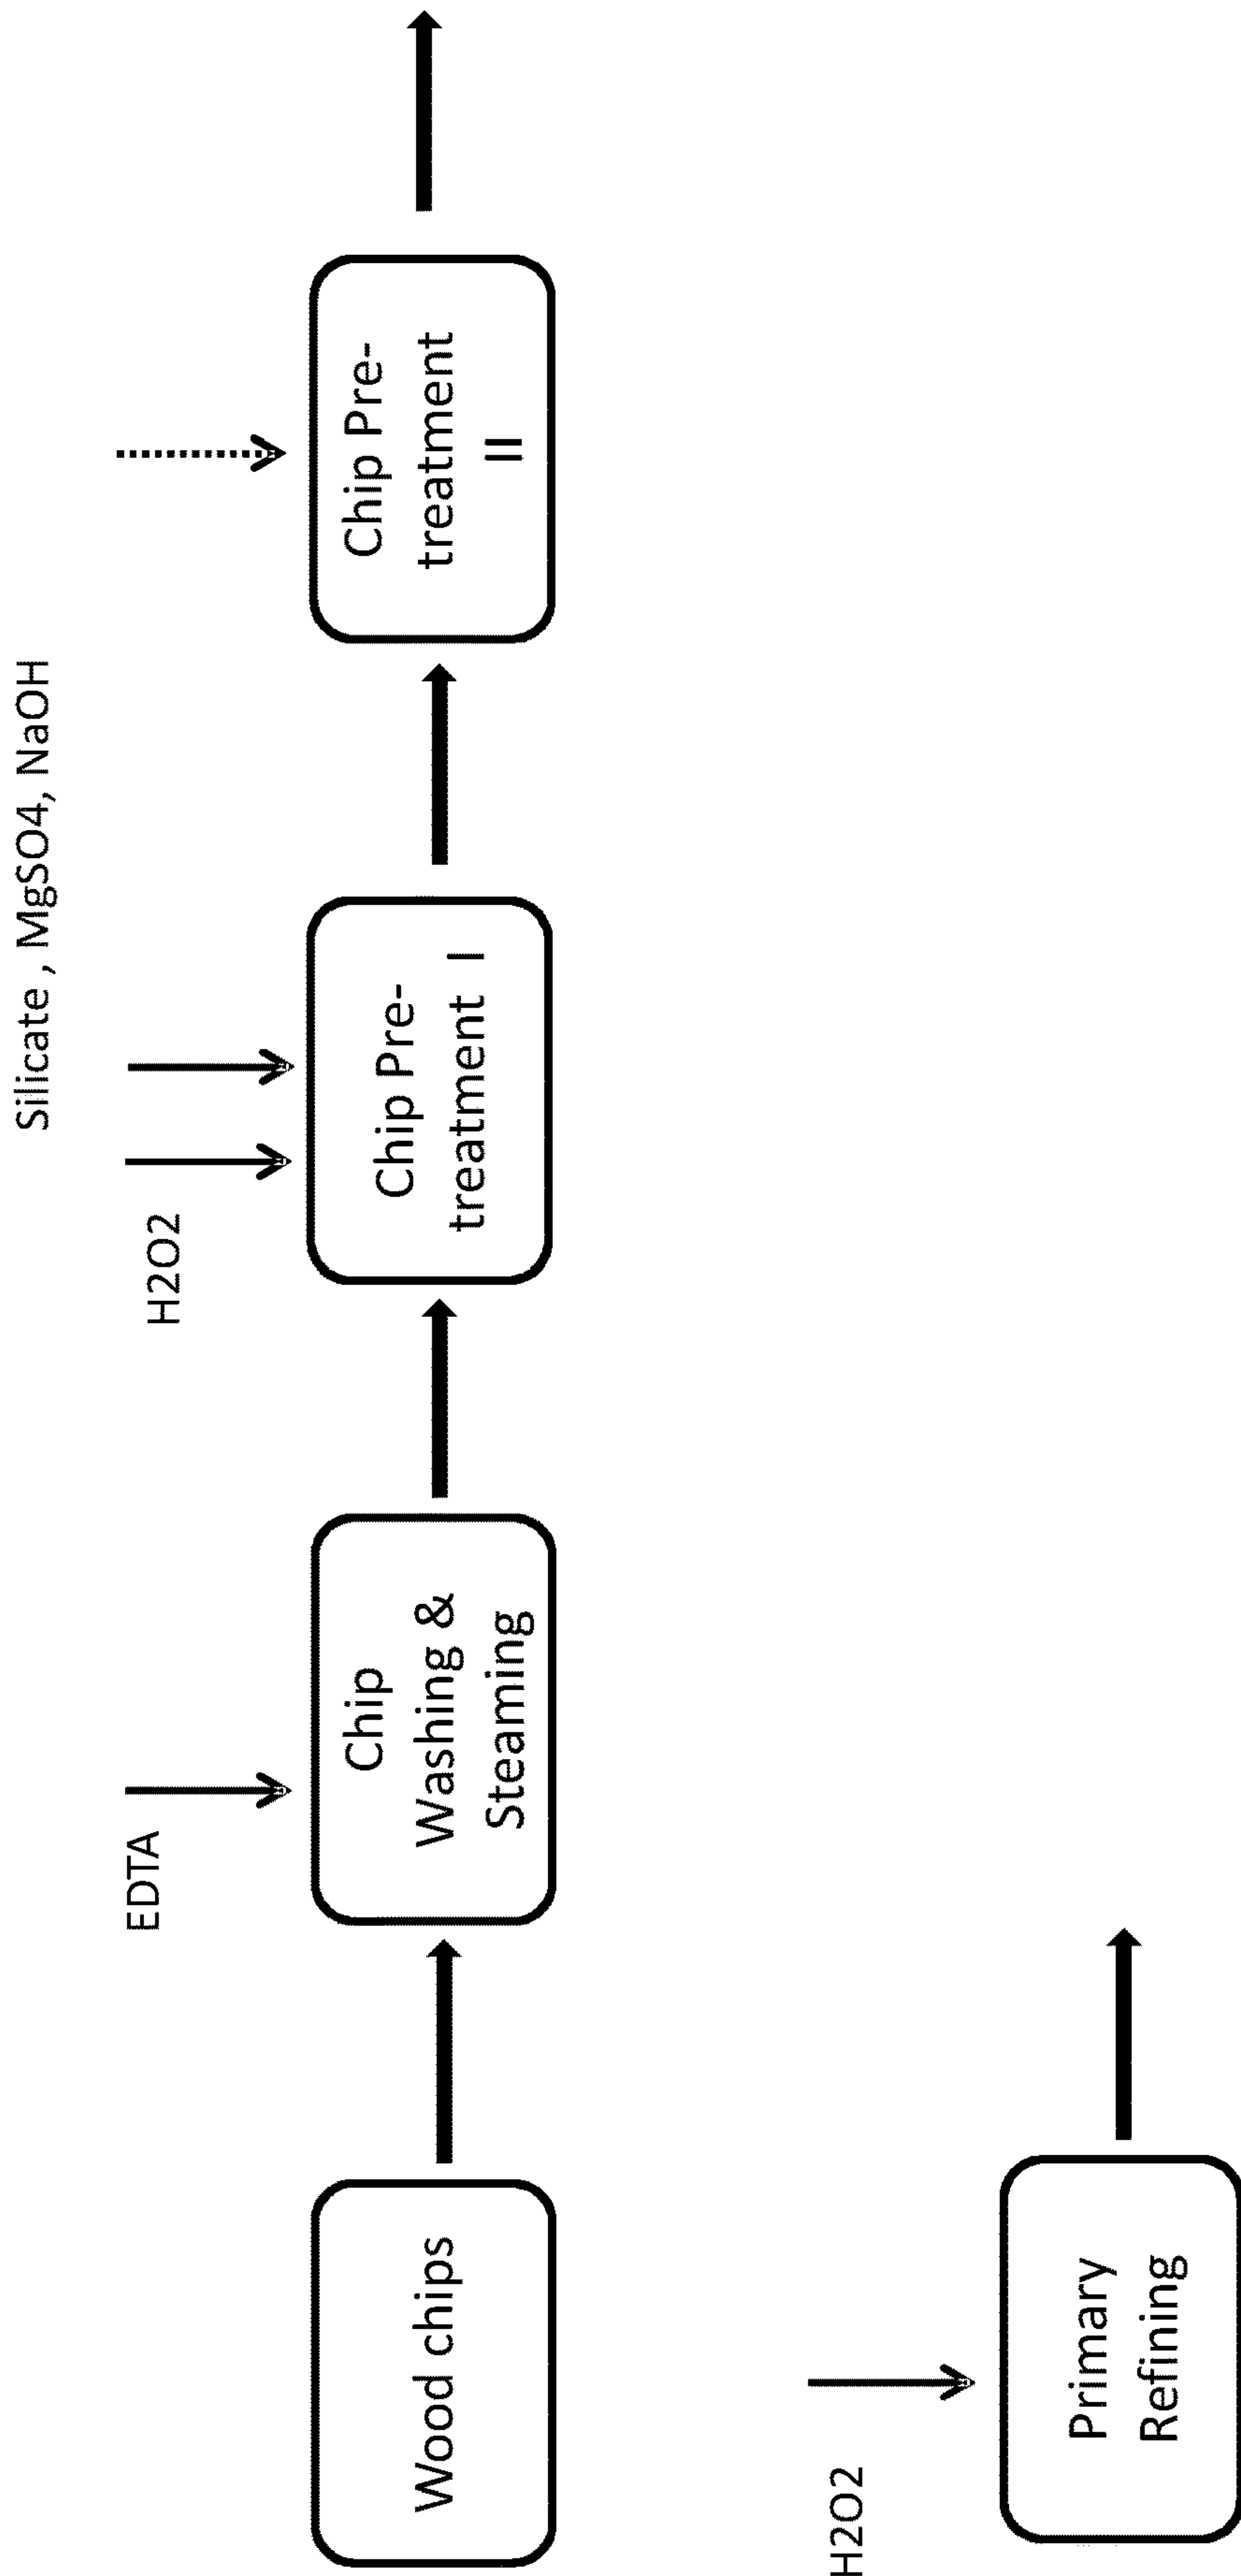 Silicate , MgSO4, NaOH
EDTA
H2O2
Wood chips
Chip
Washing &
Steaming
Chip Pre-
treatment I
Chip Pre-
treatment
II
H2O2
Primary
Refining